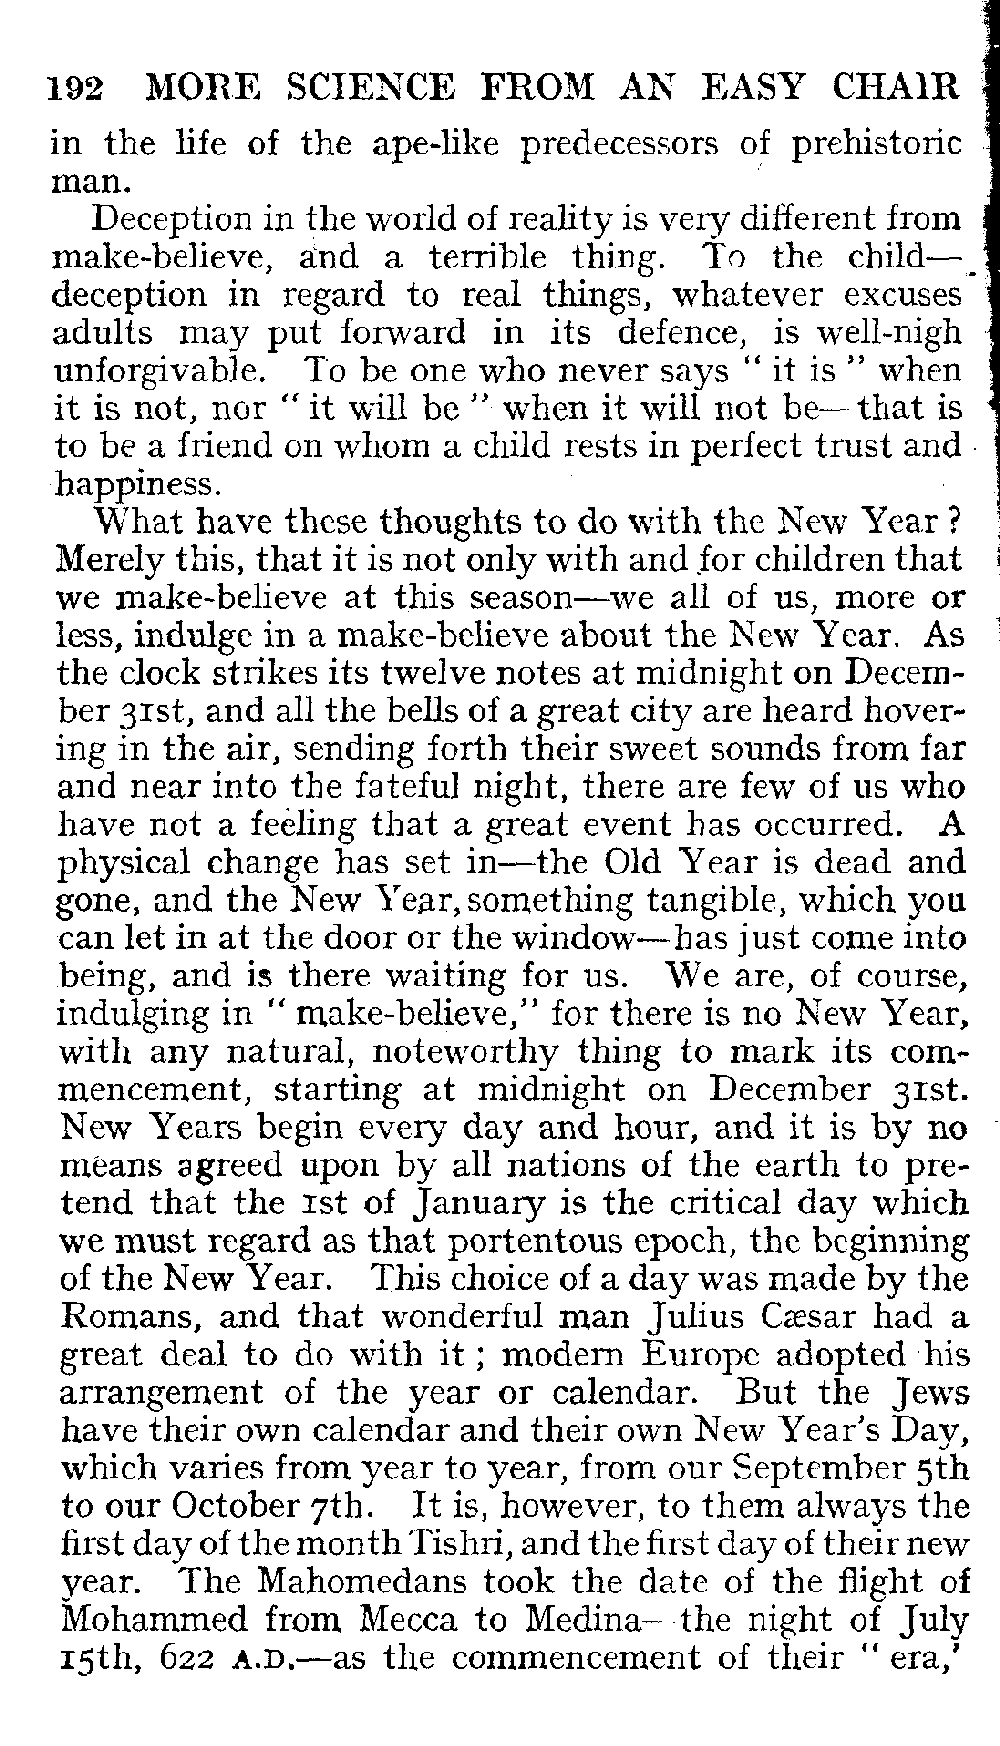 192 MORE SCIENCE FROM AN EASY CHAIR
in the life of the ape-like predecessors of prehistoric
man.
Deception in the world of reality is very different from
make-believe, and a terrible thing. To the child—
deception in regard to real things, whatever excuses
adults may put forward in its defence, is well-nigh
unforgivable. To be one who never says " it is " when
it is not, nor " it will be " when it will not be—that is
to be a friend on whom a child rests in perfect trust and
happiness.
What have these thoughts to do with the New Year ?
Merely this, that it is not only with and for children that
we make-believe at this season—we all of us, more or
less, indulge in a make-believe about the New Year. As
the clock strikes its twelve notes at midnight on Decem-
ber 31st, and all the bells of a great city are heard hover-
ing in the air, sending forth their sweet sounds from far
and near into the fateful night, there are few of us who
have not a feeling that a great event has occurred. A
physical change has set in—the Old Year is dead and
gone, and the New Year, something tangible, which you
can let in at the door or the window—has just come into
being, and is there waiting for us. We are, of course,
indulging in " make-believe," for there is no New Year,
with any natural, noteworthy thing to mark its com-
mencement, starting at midnight on December 31st.
New Years begin every day and hour, and it is by no
means agreed upon by all nations of the earth to pre-
tend that the 1st of January is the critical day which
we must regard as that portentous epoch, the beginning
of the New Year. This choice of a day was made by the
Romans, and that wonderful man Julius Cæsar had a
great deal to do with it ; modern Europe adopted his
arrangement of the year or calendar. But the Jews
have their own calendar and their own New Year's Day,
which varies from year to year, from our September 5th
to our October 7th. It is, however, to them always the
first day of the month Tishri, and the first day of their new
year. The Mahomedans took the date of the flight of
Mohammed from Mecca to Medina—the night of July
15th, 622 A.D.—as the commencement of their " era,'